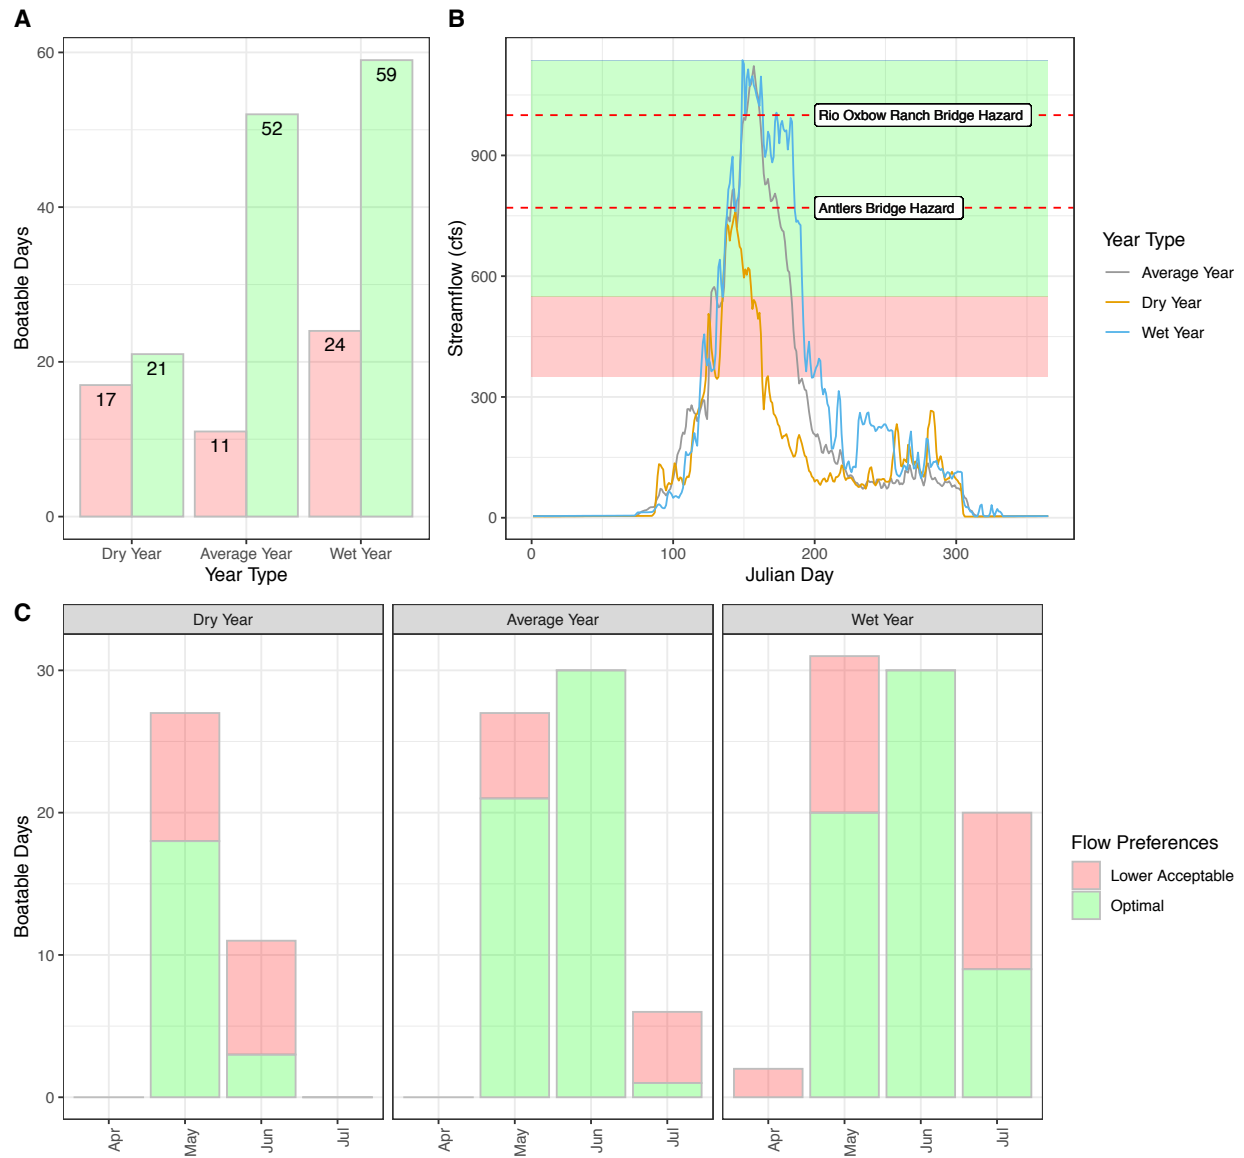 A
60
40
20
0
Boatable Days
17
21
11
52
24
59
Dry Year
Average Year
Wet Year
Year Type
B
900
600
300
0
Streamflow (cfs)
Rio Oxbow Ranch Bridge Hazard
Antlers Bridge Hazard
0
100
200
300
Julian Day
Year Type
Average Year
Dry Year
Wet Year
C
Dry Year
Average Year
Wet Year
30
20
10
0
Boatable Days
Apr
May
Jun
Jul
Apr
May
Jun
Jul
Apr
May
Jun
Jul
Flow Preferences
Lower Acceptable
Optimal